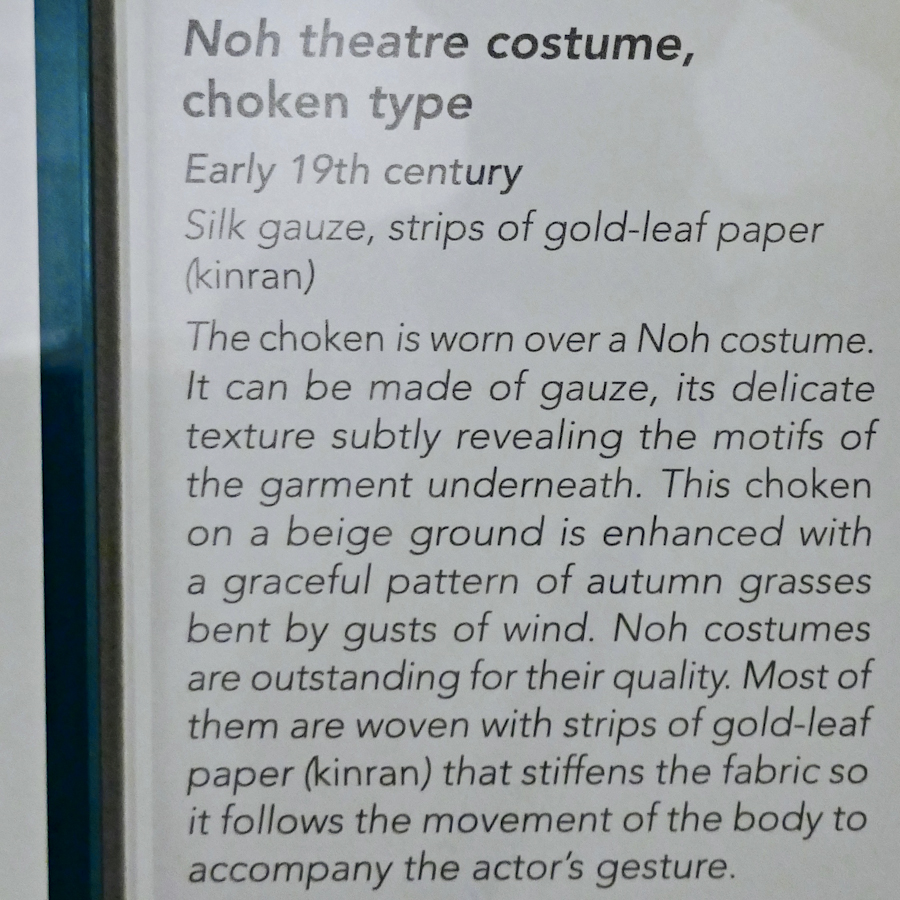 Noh theatre costume,
choken type
Early 19th century
Silk gauze, strips of gold-leaf paper
(kinran)
The choken is worn over a Noh costume.
It can be made of gauze, its delicate
texture subtly revealing the motifs of
the garment underneath. This choken
on a beige ground is enhanced with
a graceful pattern of autumn grasses
bent by gusts of wind. Noh costumes
are outstanding for their quality. Most of
them are woven with strips of gold-leaf
paper (kinran) that stiffens the fabric so
it follows the movement of the body to
accompany the actor's gesture.